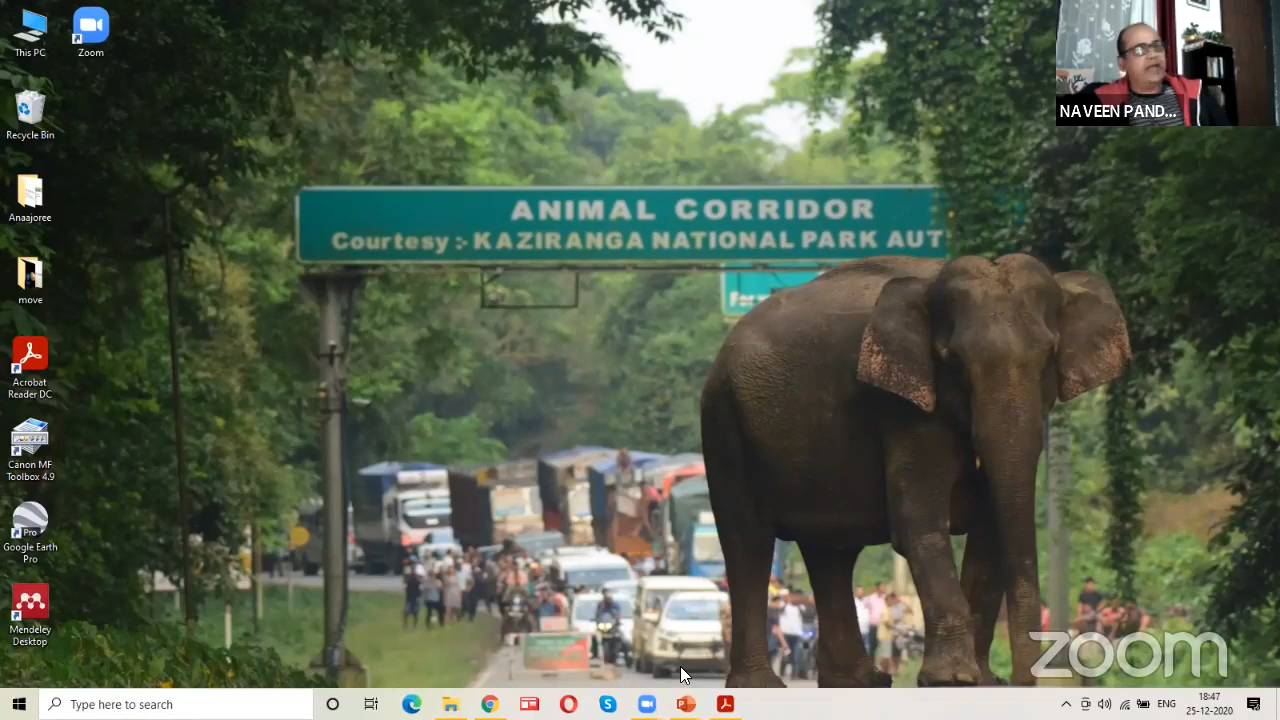 This PC
Zoom
NAVEEN PAND...
Recycle Bin
Anaajoree
ANIMAL CORRIDOR
Courtesy :- KAZIRANGA NATIONAL PARK AUT
For
move
Acrobat
Reader DC
Canon MF
Toolbox 4.9
Pro
Google Earth
Pro
Mendeley
Desktop
zoom
Type here to search
ENG
18:47
25-12-2020